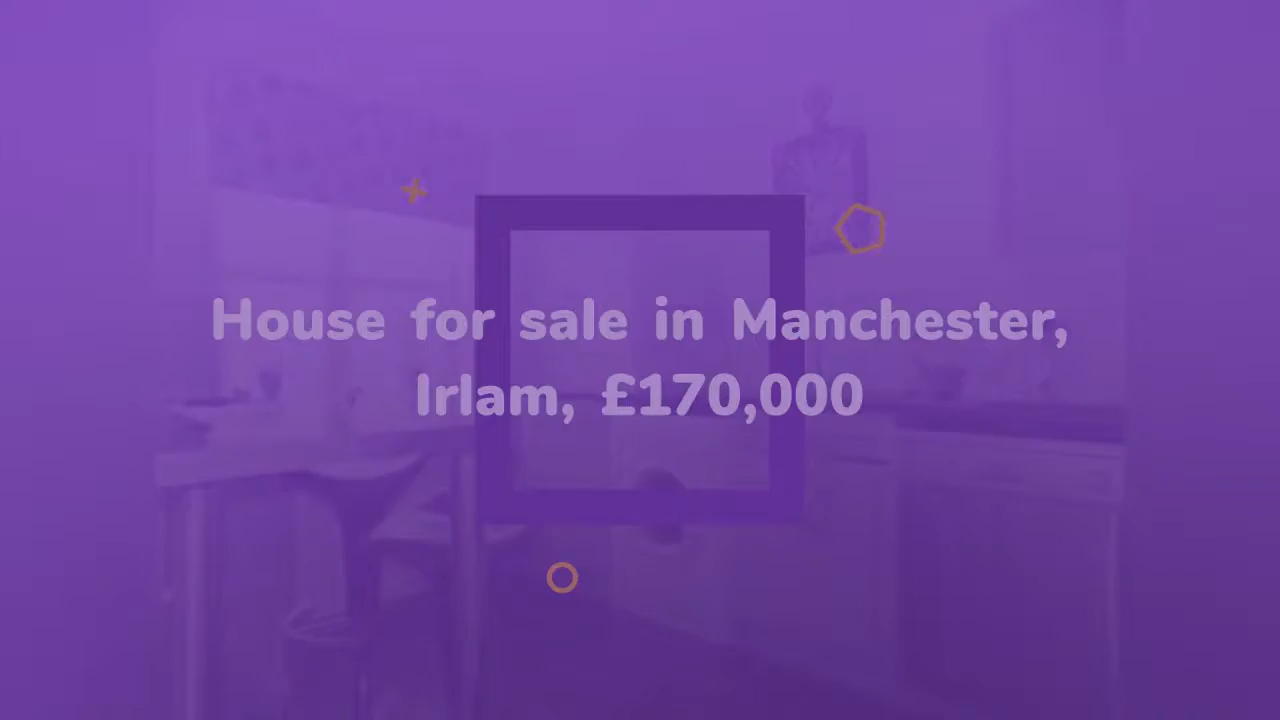 House for sale in Manchester,
Irlam, £170,000